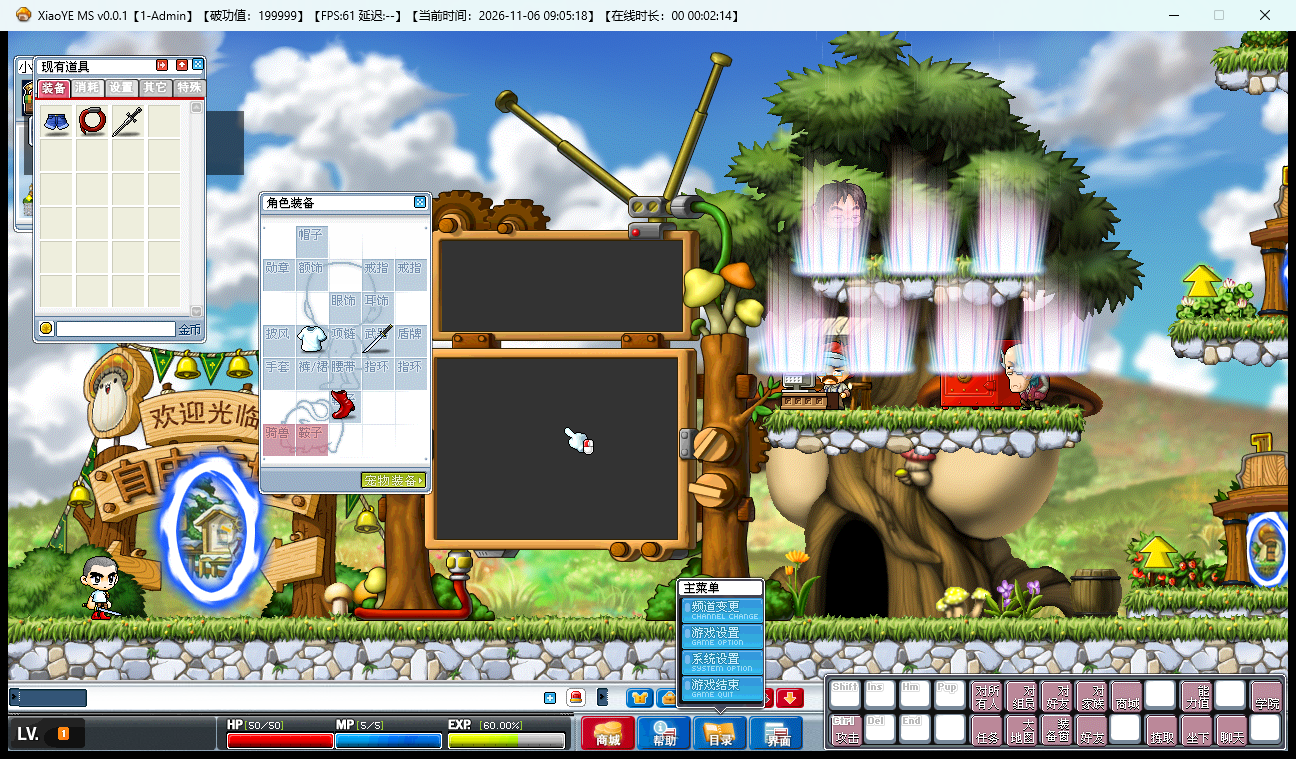 XiaoYE MS v0.0.1【1-Admin】【破功值：199999】【FPS:61 延迟:--】【当前时间：2026-11-06 09:05:18】【在线时长：00 00:02:14】
小
现有道具
装备 消耗 设置 其它 特殊
金币
角色装备
帽子
勋章 额饰 戒指 戒指
眼饰 耳饰
披风 项链 武器 盾牌
手套 裤/裙 腰带 指环 指环
骑兽 鞍子
宠物装备
欢迎光临
自由
主菜单
频道变更
CHANNEL CHANGE
游戏设置
GAME OPTION
系统设置
SYSTEM OPTION
游戏结束
GAME QUIT
LV. 1
HP[50/50] MP[5/5] EXP. [60.00%]
商城 帮助 目录 界面
Shift Ins Hm Pup 对所有人 对组员 对好友 对家族 商城 能力值 学院
Ctrl 攻击 Del End 任务 大地图 装备窗 好友 拣取 坐下 聊天